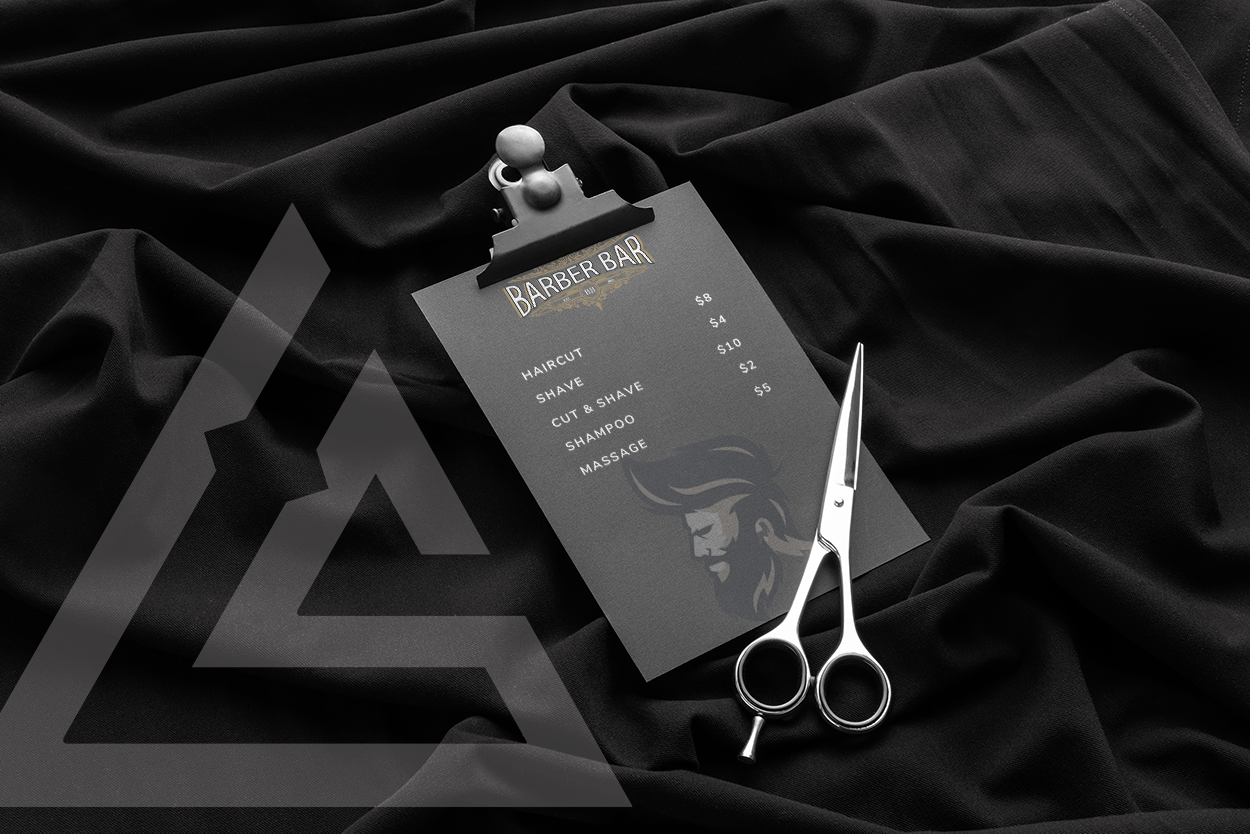 BARBER BAR
HAIRCUT $8
SHAVE $4
CUT & SHAVE $10
SHAMPOO $2
MASSAGE $5